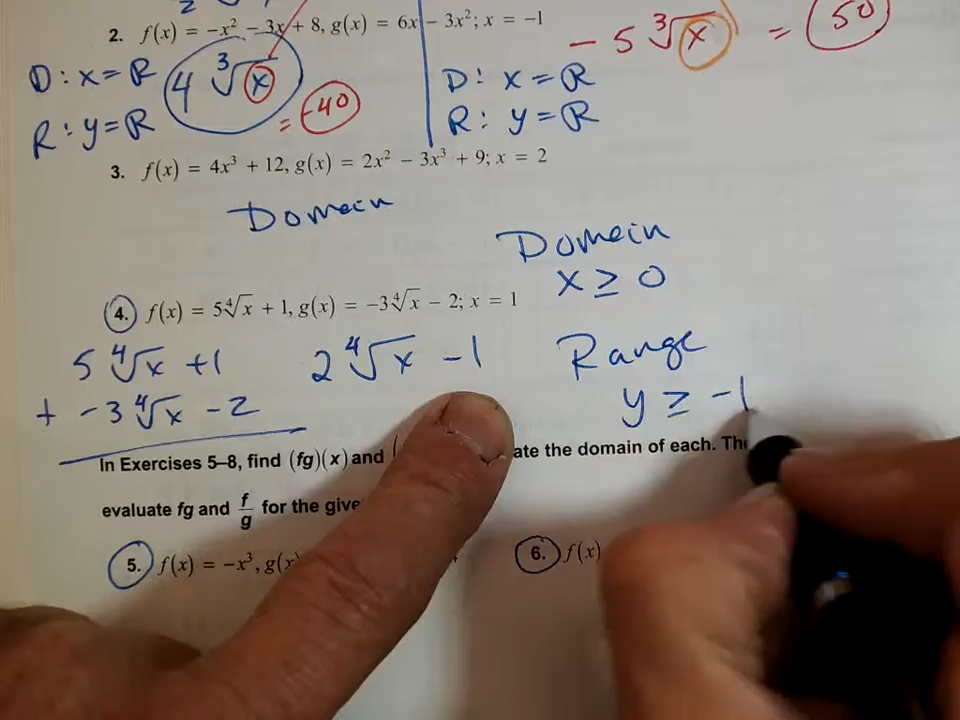 2. f(x) = −x² − 3x + 8, g(x) = 6x − 3x²; x = −1
− 5 ∛x = 50
D : x = ℝ
4 ∛x
= −40
R : y = ℝ
D : x = ℝ
R : y = ℝ
3. f(x) = 4x³ + 12, g(x) = 2x² − 3x³ + 9; x = 2
Domain
Domain
x ≥ 0
4. f(x) = 5∜x + 1, g(x) = −3∜x − 2; x = 1
5 ∜x + 1
+ −3 ∜x − 2
2 ∜x − 1
Range
y ≥ −1
In Exercises 5–8, find (fg)(x) and ate the domain of each. The
evaluate fg and f/g for the give
5. f(x) = −x³, g(x)
6. f(x)